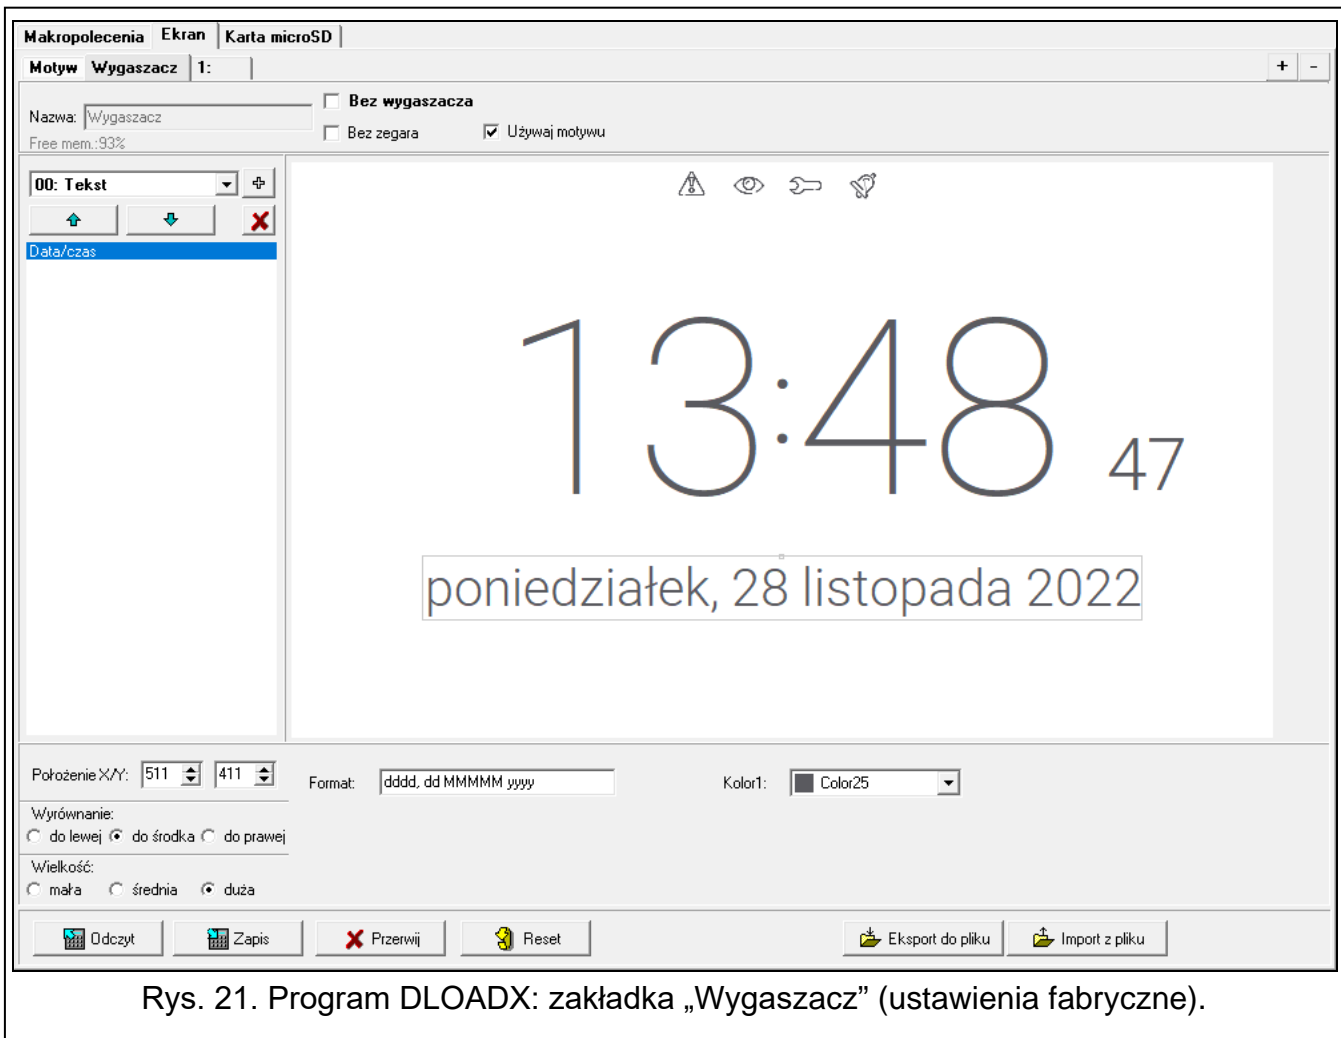 Makropolecenia Ekran Karta microSD
Motyw Wygaszacz 1: + -
Nazwa: Wygaszacz
Bez wygaszacza
Free mem.:93%
Bez zegara Używaj motywu
00: Tekst
Data/czas
13:48 47
poniedziałek, 28 listopada 2022
Położenie X/Y: 511 411 Format: dddd, dd MMMMM yyyy Kolor1: Color25
Wyrównanie:
do lewej do środka do prawej
Wielkość:
mała średnia duża
Odczyt Zapis Przerwij Reset Eksport do pliku Import z pliku
Rys. 21. Program DLOADX: zakładka „Wygaszacz” (ustawienia fabryczne).